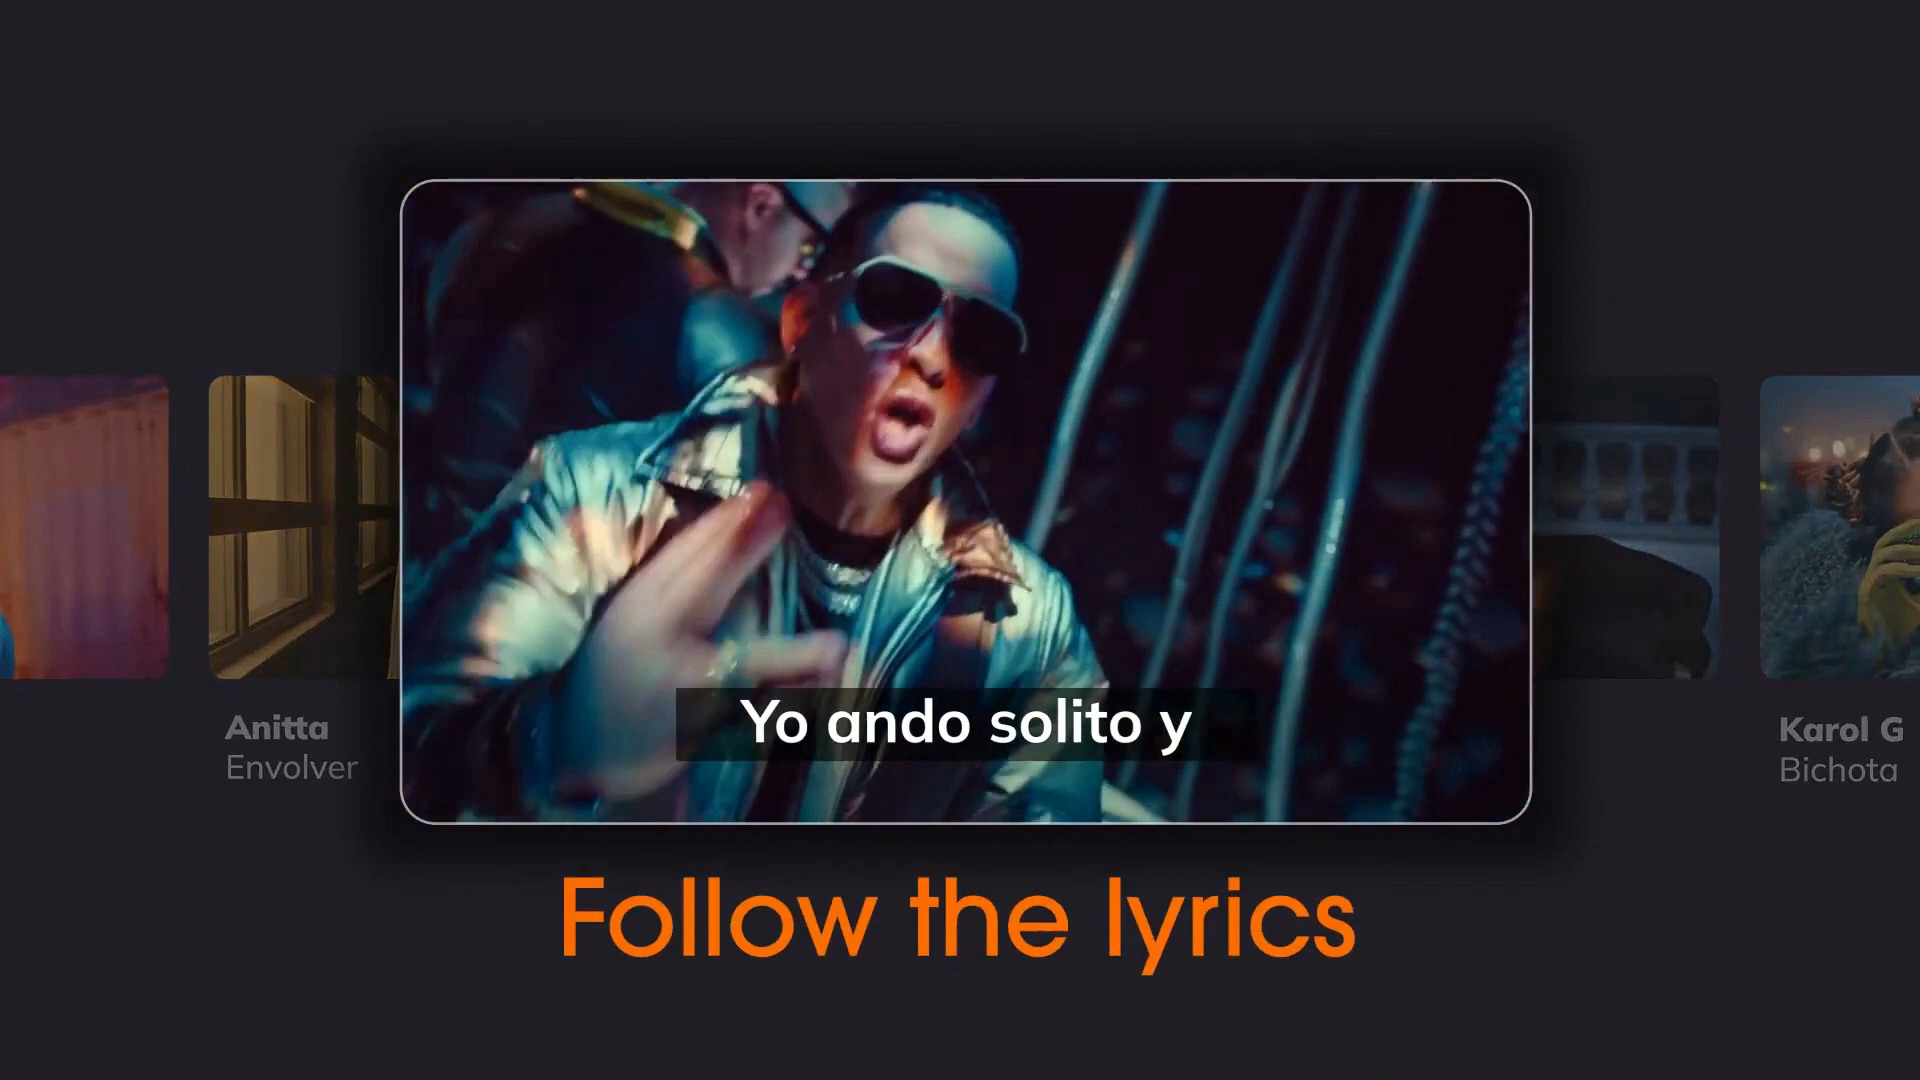 Yo ando solito y
Anitta
Envolver
Karol G
Bichota
Follow the lyrics